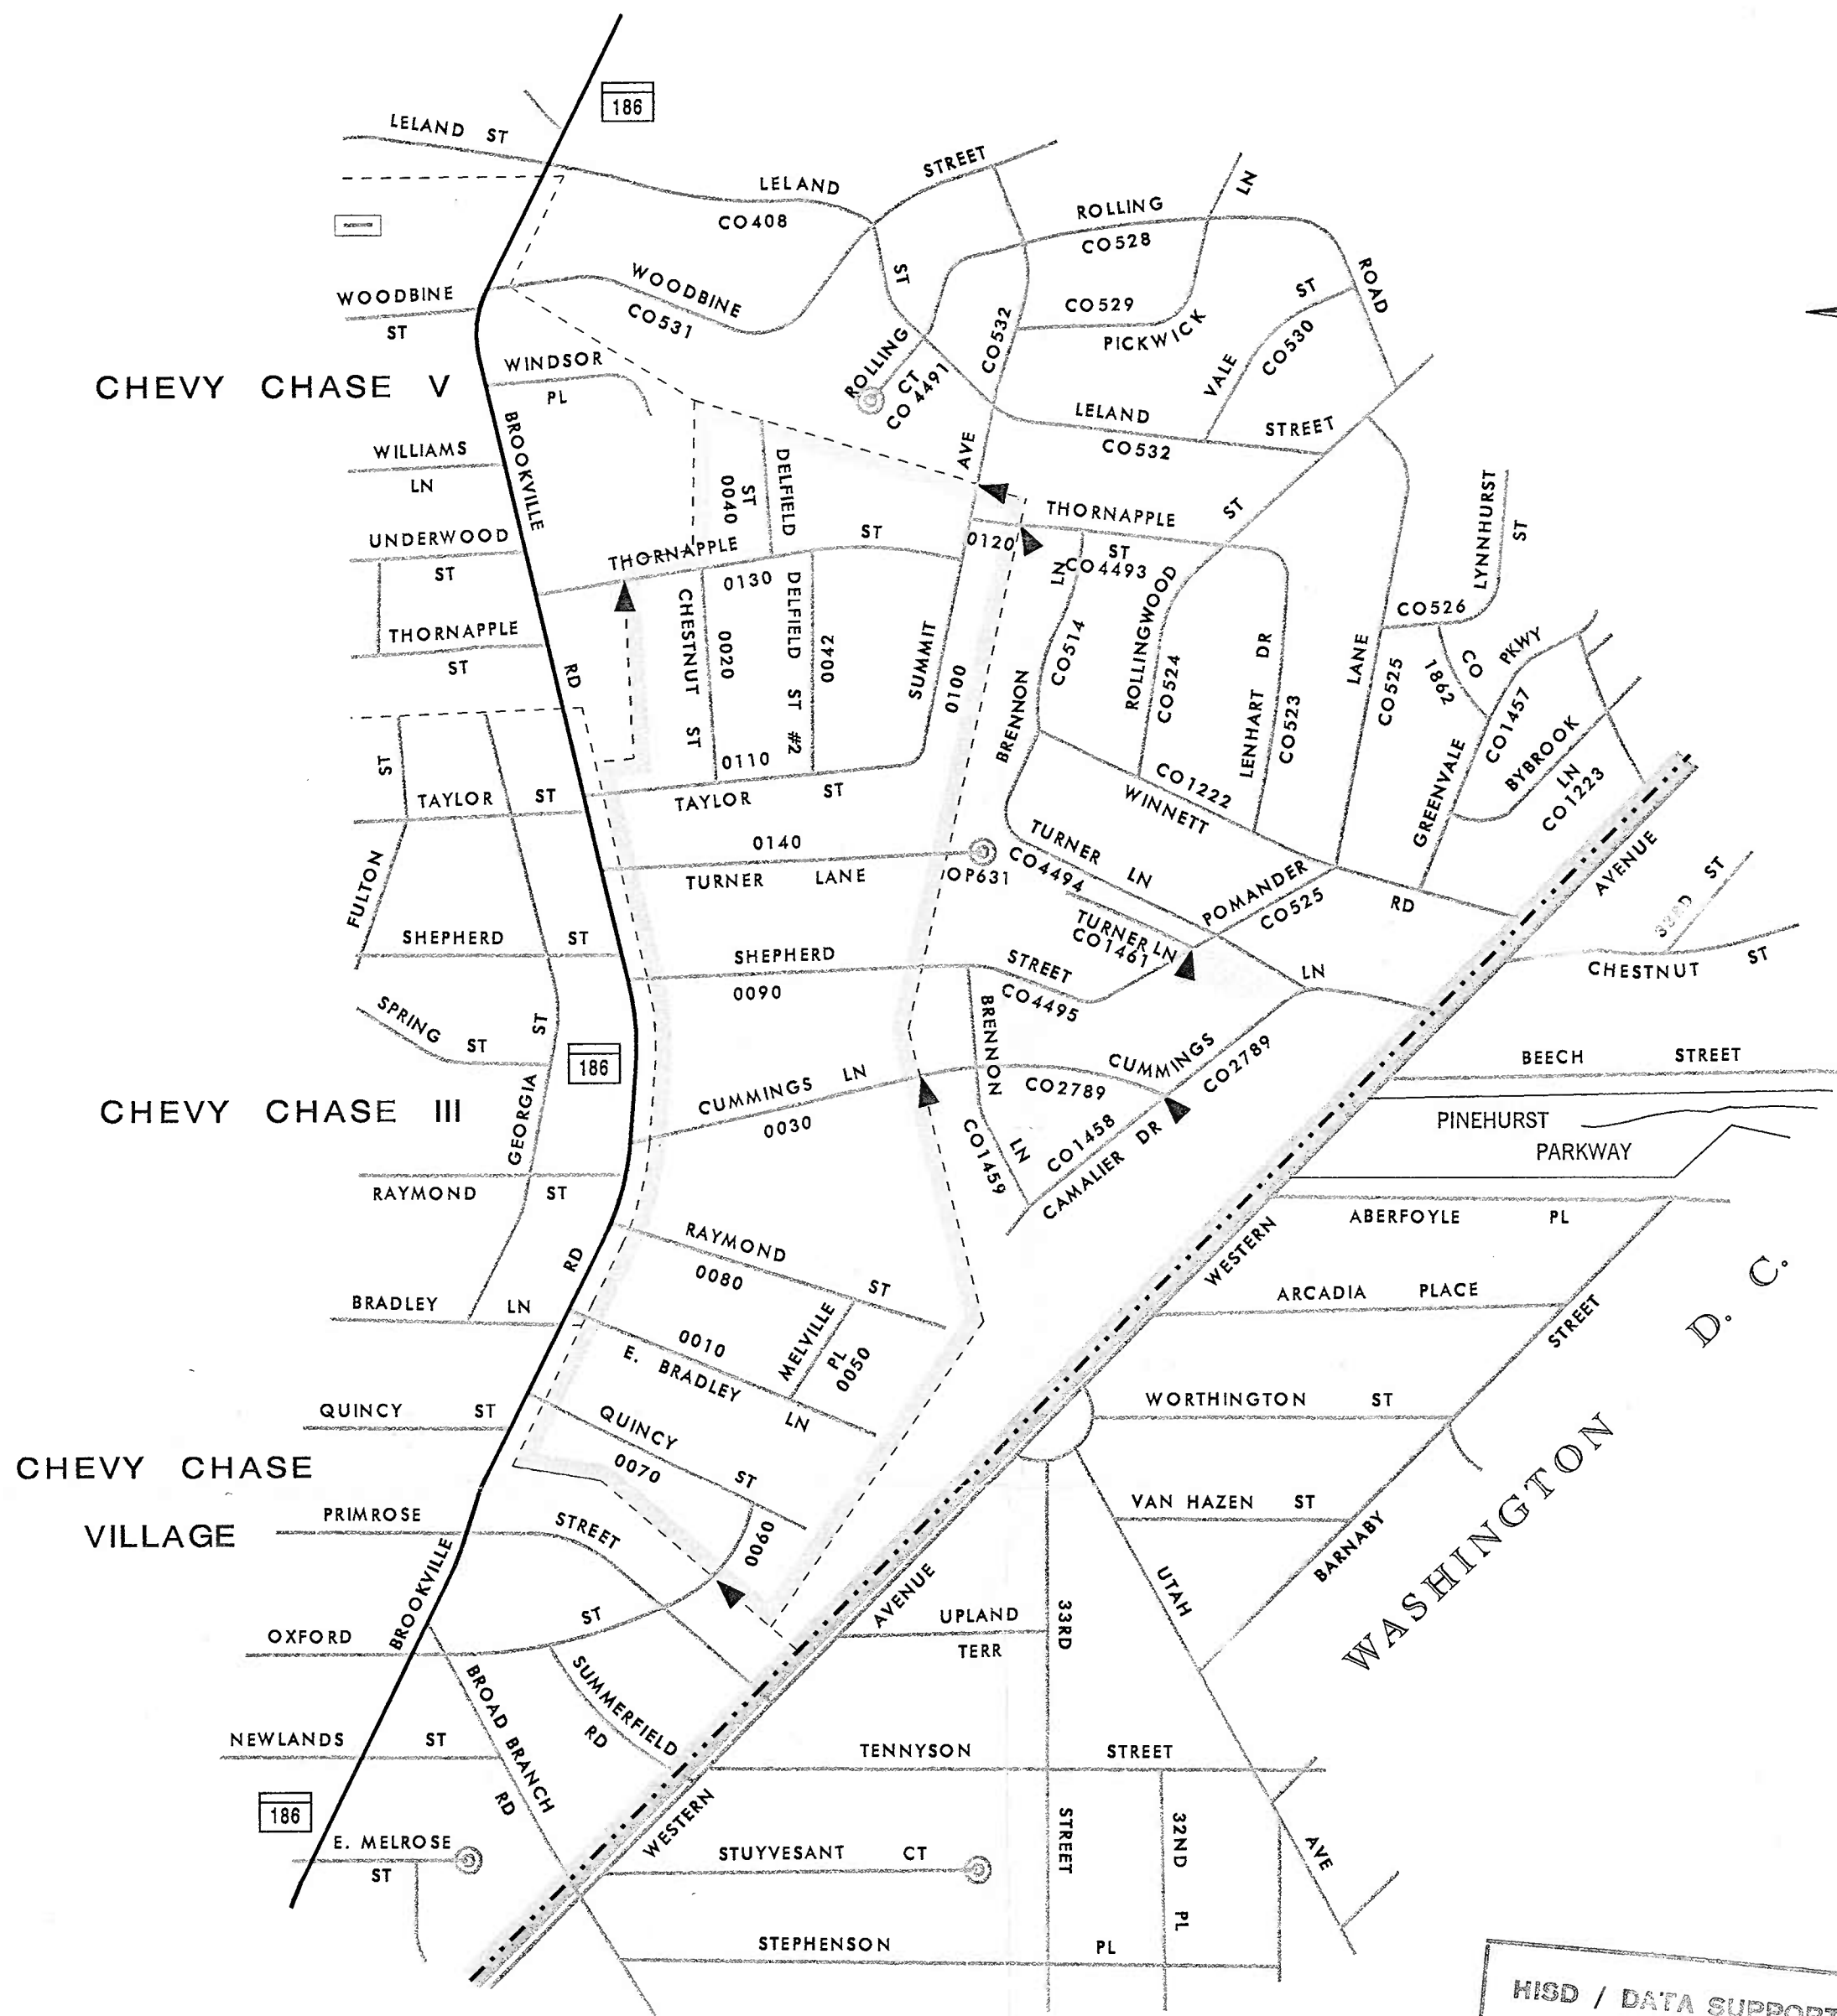 186
LELAND ST
LELAND
CO408
STREET
ROLLING
CO528
LN
ROAD
WOODBINE
ST
WOODBINE
CO531
ST
CO532
CO529
PICKWICK
ST
VALE
CO530
ROLLING
CT
CO 4491
WINDSOR
PL
CHEVY CHASE V
BROOKVILLE
LELAND
CO532
STREET
AVE
WILLIAMS
LN
DELFIELD
ST
0040
UNDERWOOD
ST
THORNAPPLE
ST
0130
0120
THORNAPPLE
ST
CO4493
ST
LYNNHURST
ST
CO526
THORNAPPLE
ST
RD
CHESTNUT ST
0020
DELFIELD ST #2
0042
SUMMIT
0100
LN
BRENNON
CO514
ROLLINGWOOD
CO524
LENHART DR
CO523
LANE
CO525
CO
1862
PKWY
CO1457
GREENVALE
BYBROOK
LN
CO1223
ST
TAYLOR ST
0110
TAYLOR ST
CO1222
WINNETT
0140
TURNER LANE
OP631
TURNER LN
CO4494
POMANDER
CO525
RD
AVENUE
33RD ST
CHESTNUT ST
FULTON
SHEPHERD ST
SHEPHERD
0090
STREET
CO4495
TURNER LN
CO1461
LN
SPRING ST
ST
GEORGIA
186
BRENNON
LN
CO1459
CUMMINGS LN
0030
CO2789
CUMMINGS
CO2789
CO1458
CAMALIER DR
BEECH STREET
PINEHURST
PARKWAY
CHEVY CHASE III
RAYMOND ST
ABERFOYLE PL
RD
RAYMOND
0080
ST
WESTERN
BRADLEY LN
0010
E. BRADLEY
LN
MELVILLE
PL
0050
ARCADIA PLACE
STREET
WASHINGTON D. C.
QUINCY ST
QUINCY
0070
ST
WORTHINGTON ST
CHEVY CHASE
VILLAGE
PRIMROSE
STREET
0060
VAN HAZEN ST
BARNABY
BROOKVILLE
OXFORD
ST
AVENUE
UPLAND
TERR
33RD
UTAH
BROAD BRANCH
RD
SUMMERFIELD
RD
NEWLANDS ST
TENNYSON STREET
186
E. MELROSE
ST
WESTERN
STUYVESANT CT
STREET
32ND PL
AVE
STEPHENSON PL
HISD / DATA SUPPORT